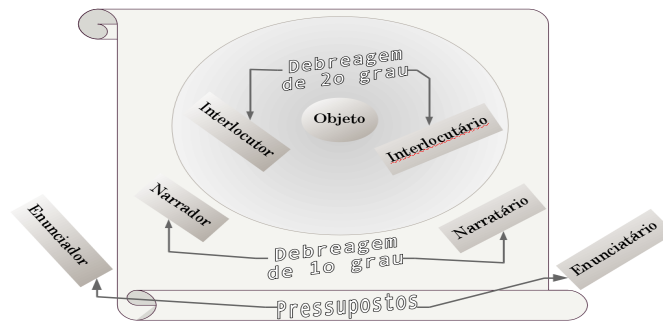 Debreagem
de 2o grau
Interlocutor
Objeto
Interlocutário
Narrador
Narratário
Enunciador
Enunciatário
Debreagem
de 1o grau
Pressupostos